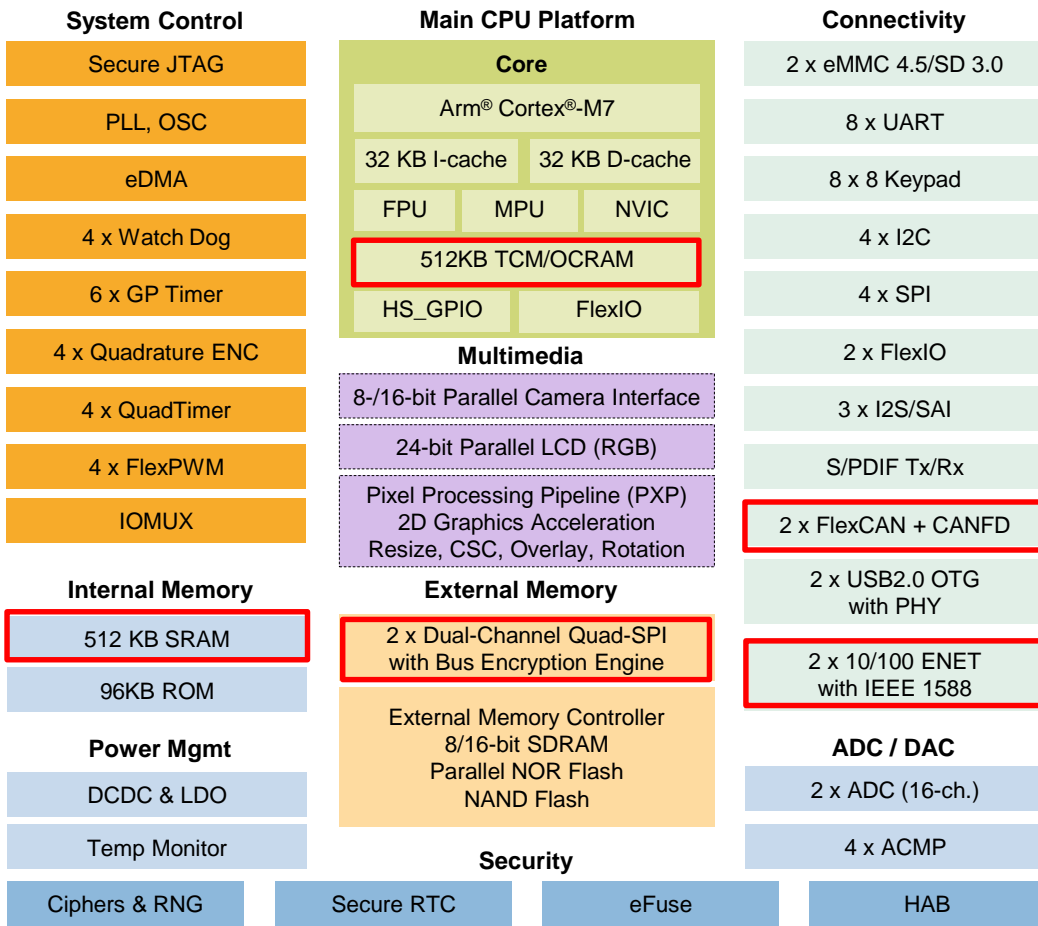 System Control
Secure JTAG
PLL, OSC
eDMA
4 x Watch Dog
6 x GP Timer
4 x Quadrature ENC
4 x QuadTimer
4 x FlexPWM
IOMUX
Internal Memory
512 KB SRAM
96KB ROM
Power Mgmt
DCDC & LDO
Temp Monitor
Main CPU Platform
Core
Arm® Cortex®-M7
32 KB I-cache
32 KB D-cache
FPU
MPU
NVIC
512KB TCM/OCRAM
HS_GPIO
FlexIO
Multimedia
8-/16-bit Parallel Camera Interface
24-bit Parallel LCD (RGB)
Pixel Processing Pipeline (PXP)
2D Graphics Acceleration
Resize, CSC, Overlay, Rotation
External Memory
2 x Dual-Channel Quad-SPI
with Bus Encryption Engine
External Memory Controller
8/16-bit SDRAM
Parallel NOR Flash
NAND Flash
Connectivity
2 x eMMC 4.5/SD 3.0
8 x UART
8 x 8 Keypad
4 x I2C
4 x SPI
2 x FlexIO
3 x I2S/SAI
S/PDIF Tx/Rx
2 x FlexCAN + CANFD
2 x USB2.0 OTG
with PHY
2 x 10/100 ENET
with IEEE 1588
ADC / DAC
2 x ADC (16-ch.)
4 x ACMP
Security
Ciphers & RNG
Secure RTC
eFuse
HAB